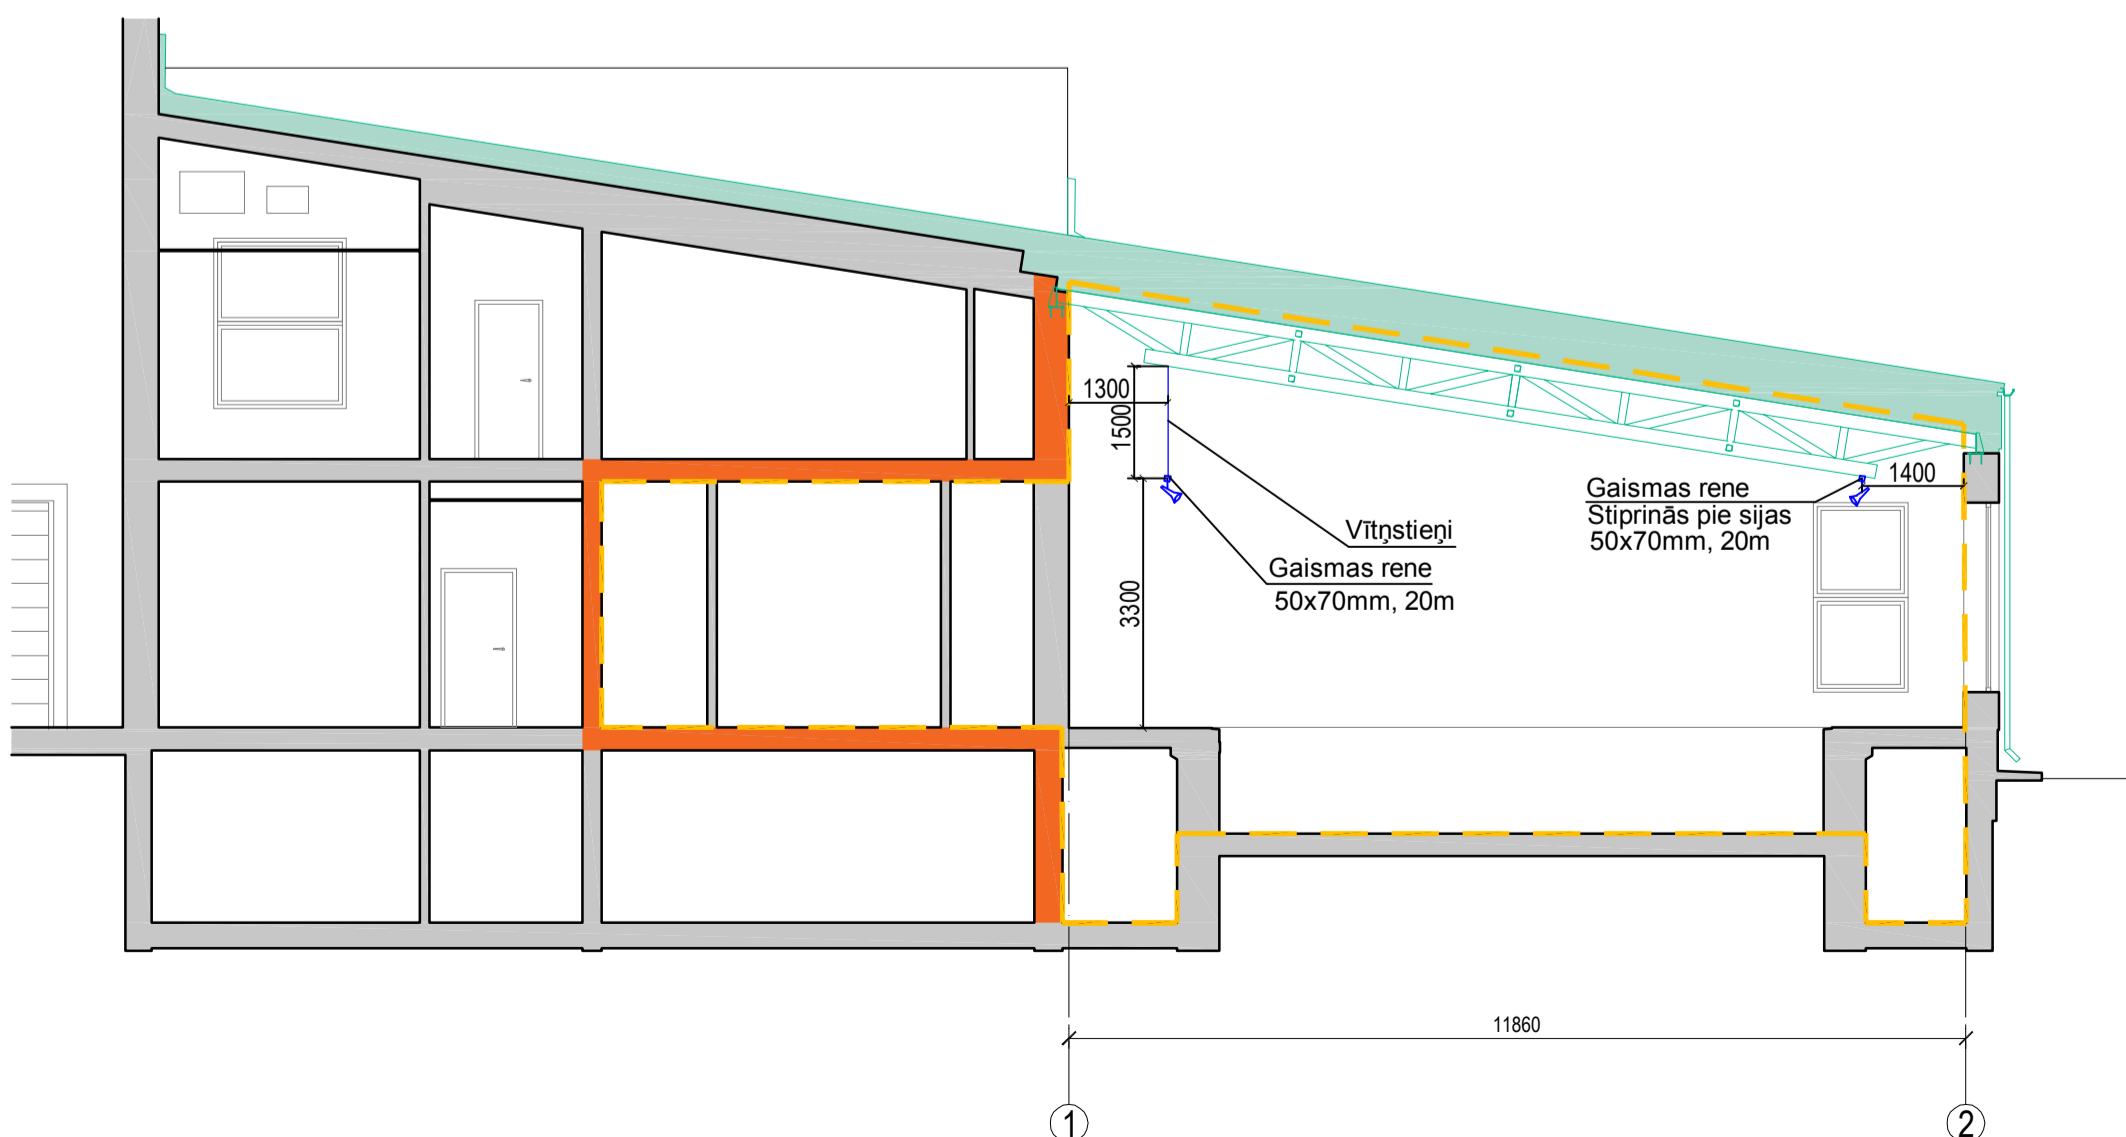 1300
1500
1400
Gaismas rene
Stiprinās pie sijas
50x70mm, 20m
Vītņstieņi
Gaismas rene
50x70mm, 20m
3300
11860
1
2